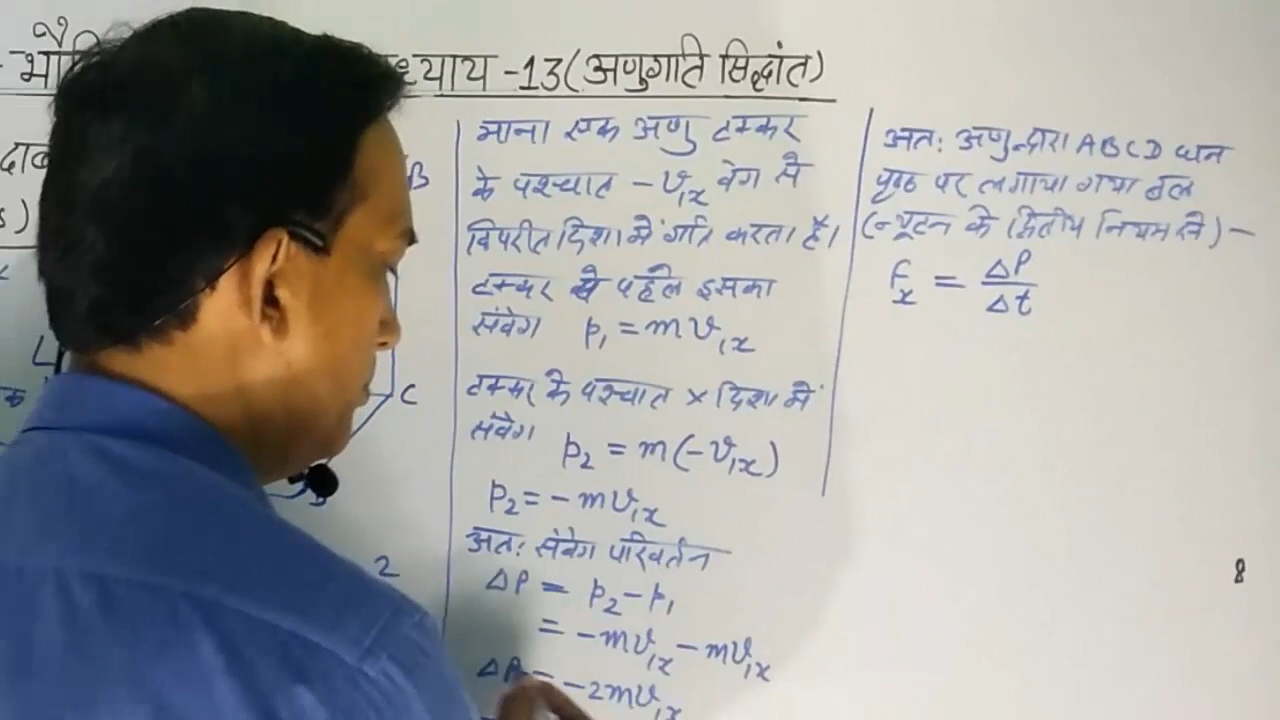 ध्याय -13 (अणुगति सिद्धांत)
B
C
D
2
माना एक अणु टक्कर
के पश्चात -v₁ₓ वेग से
विपरीत दिशा में गति करता है।
टक्कर से पहले इसका
संवेग p₁ = mv₁ₓ
टक्कर के पश्चात x दिशा में
संवेग p₂ = m(-v₁ₓ)
p₂ = -mv₁ₓ
अत: संवेग परिवर्तन
ΔP = p₂ - p₁
= -mv₁ₓ - mv₁ₓ
ΔP = -2mv₁ₓ
अत: अणु द्वारा ABCD घन
पृष्ठ पर लगाया गया बल
(न्यूटन के द्वितीय नियम से) -
Fₓ = ΔP/Δt
8